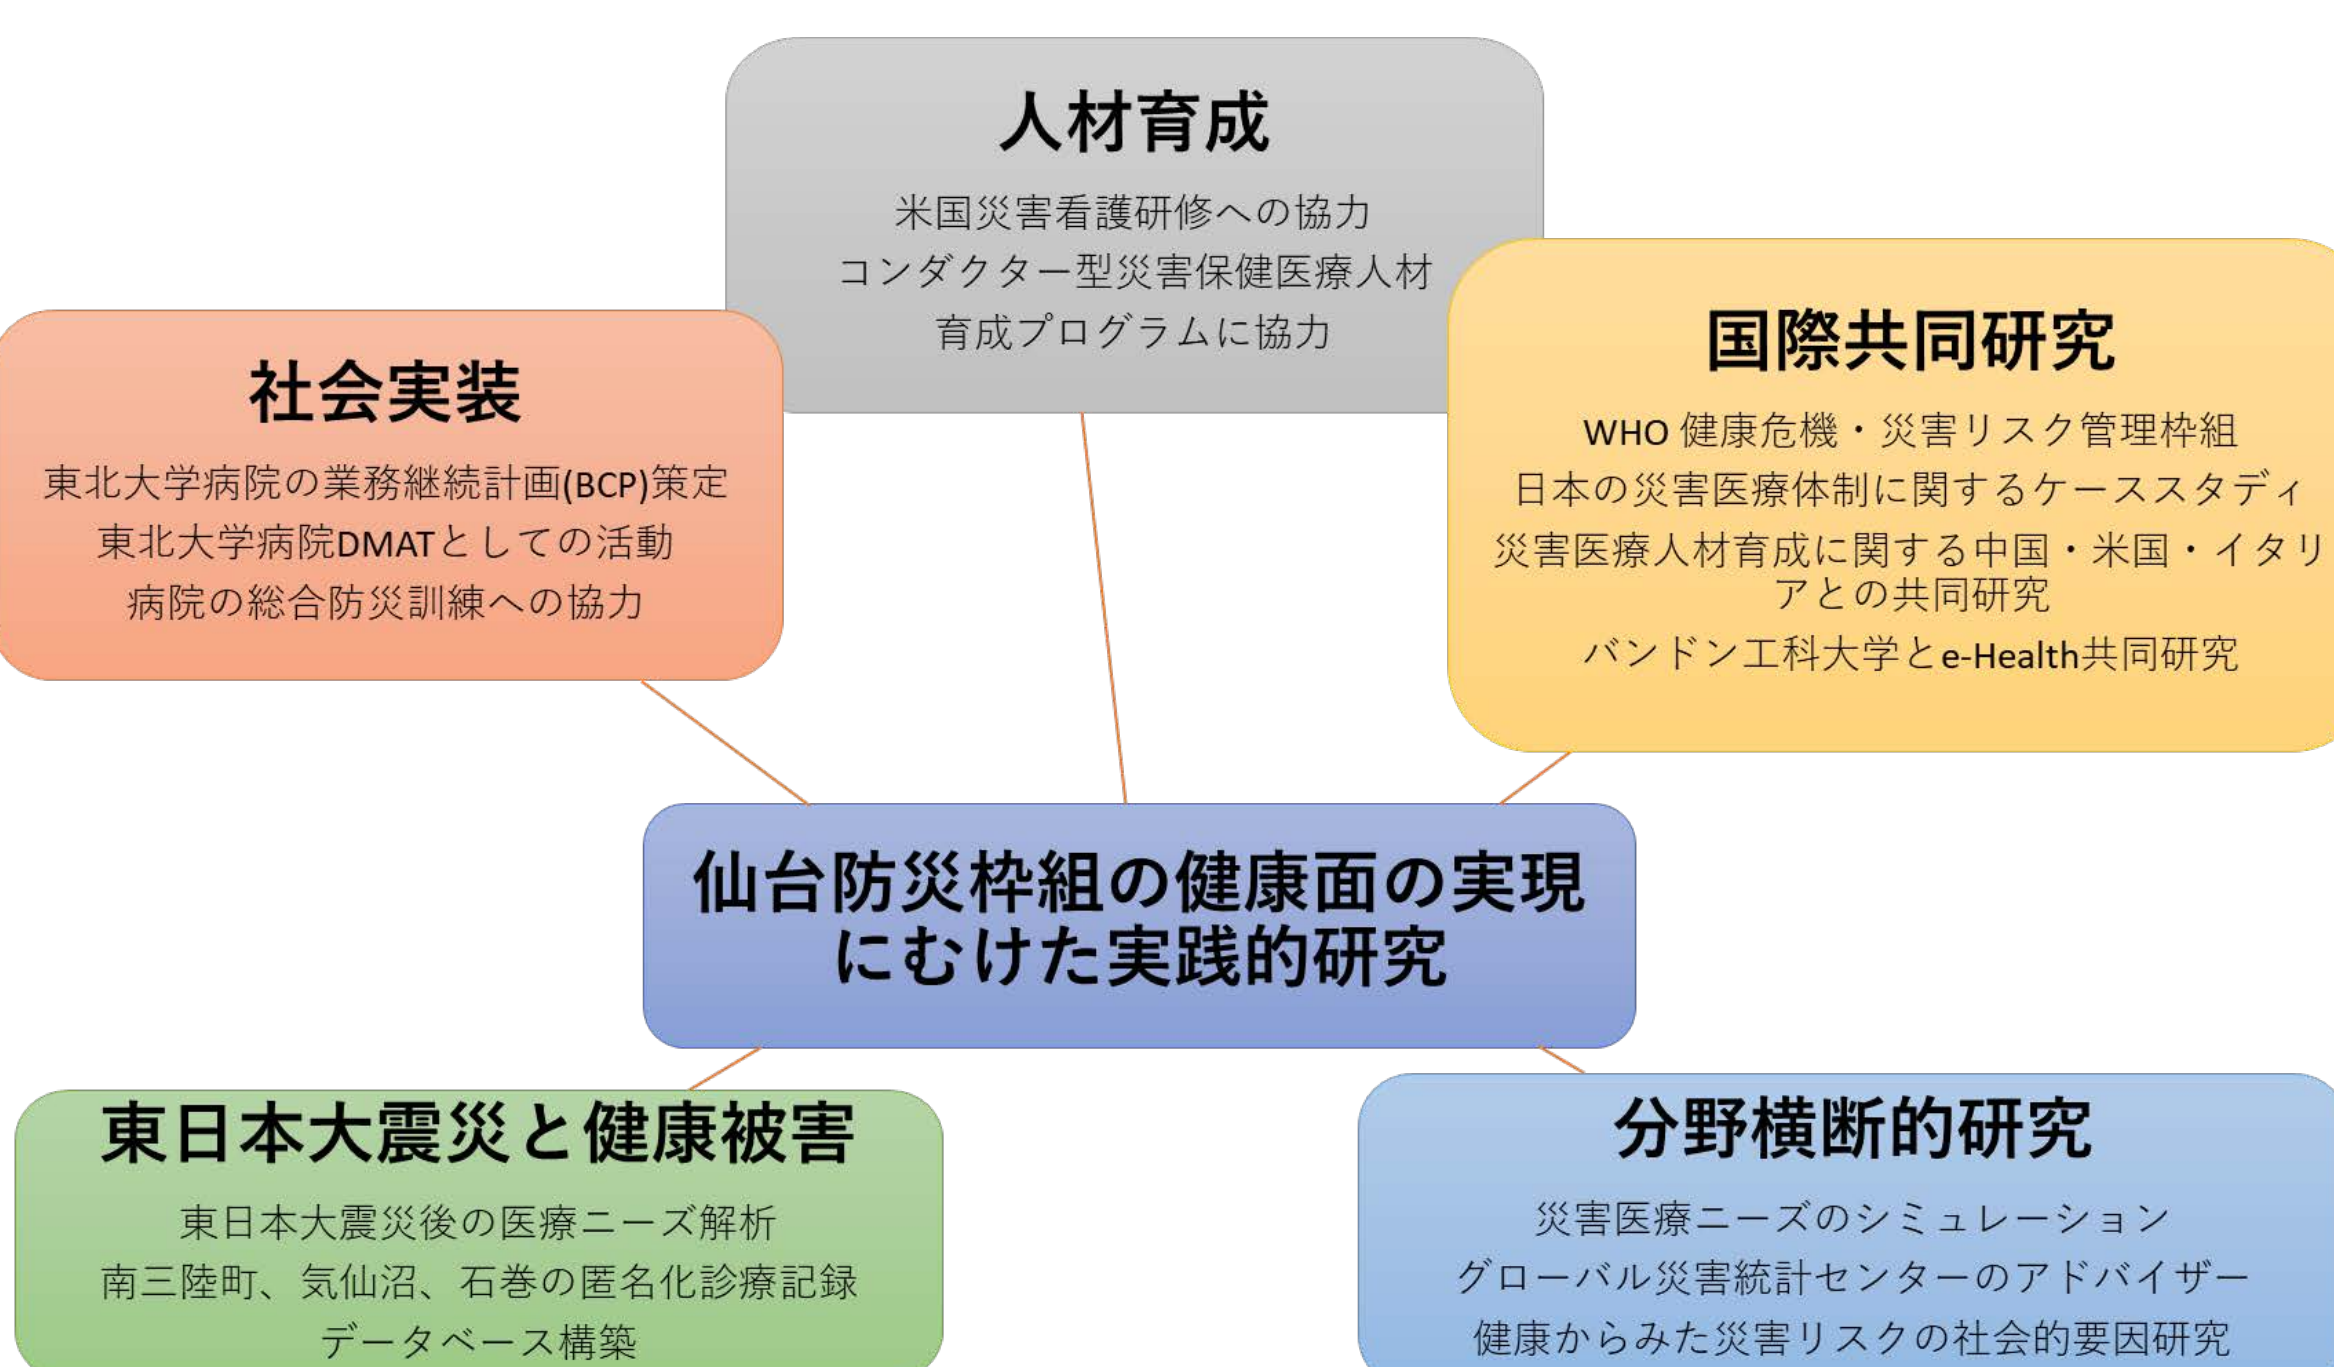 人材育成
米国災害看護研修への協力
コンダクター型災害保健医療人材
育成プログラムに協力
社会実装
東北大学病院の業務継続計画(BCP)策定
東北大学病院DMATとしての活動
病院の総合防災訓練への協力
国際共同研究
WHO 健康危機・災害リスク管理枠組
日本の災害医療体制に関するケーススタディ
災害医療人材育成に関する中国・米国・イタリ
アとの共同研究
バンドン工科大学とe-Health共同研究
仙台防災枠組の健康面の実現
にむけた実践的研究
東日本大震災と健康被害
東日本大震災後の医療ニーズ解析
南三陸町、気仙沼、石巻の匿名化診療記録
データベース構築
分野横断的研究
災害医療ニーズのシミュレーション
グローバル災害統計センターのアドバイザー
健康からみた災害リスクの社会的要因研究